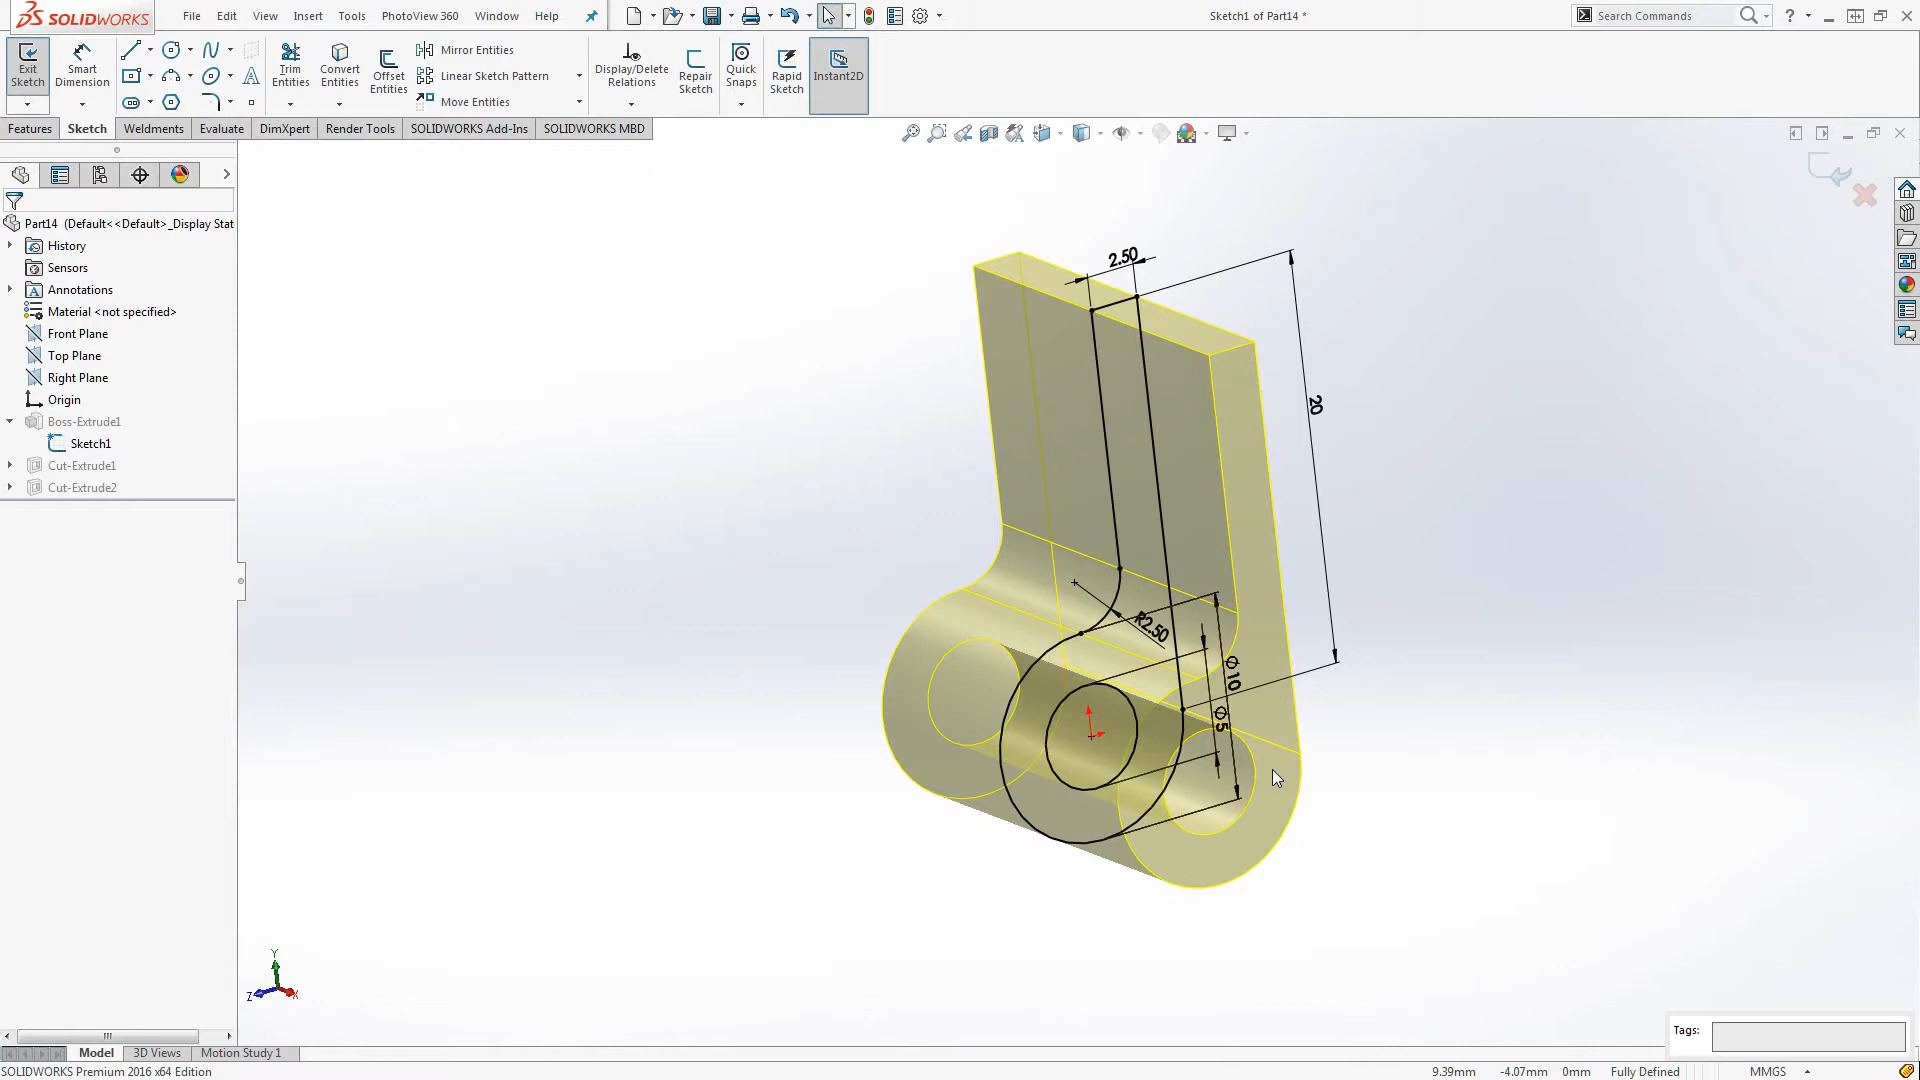 SOLIDWORKS File Edit View Insert Tools PhotoView 360 Window Help Sketch1 of Part14 * Search Commands ?
Exit Sketch
Smart Dimension
Trim Entities
Convert Entities
Offset Entities
Mirror Entities
Linear Sketch Pattern
Move Entities
Display/Delete Relations
Repair Sketch
Quick Snaps
Rapid Sketch
Instant2D
Features Sketch Weldments Evaluate DimXpert Render Tools SOLIDWORKS Add-Ins SOLIDWORKS MBD
Part14 (Default<<Default>_Display Stat
History
Sensors
Annotations
Material <not specified>
Front Plane
Top Plane
Right Plane
Origin
Boss-Extrude1
Sketch1
Cut-Extrude1
Cut-Extrude2
2.50
20
R2.50
Φ10
Φ5
Y
Z X
Tags:
Model 3D Views Motion Study 1
SOLIDWORKS Premium 2016 x64 Edition 9.39mm -4.07mm 0mm Fully Defined MMGS